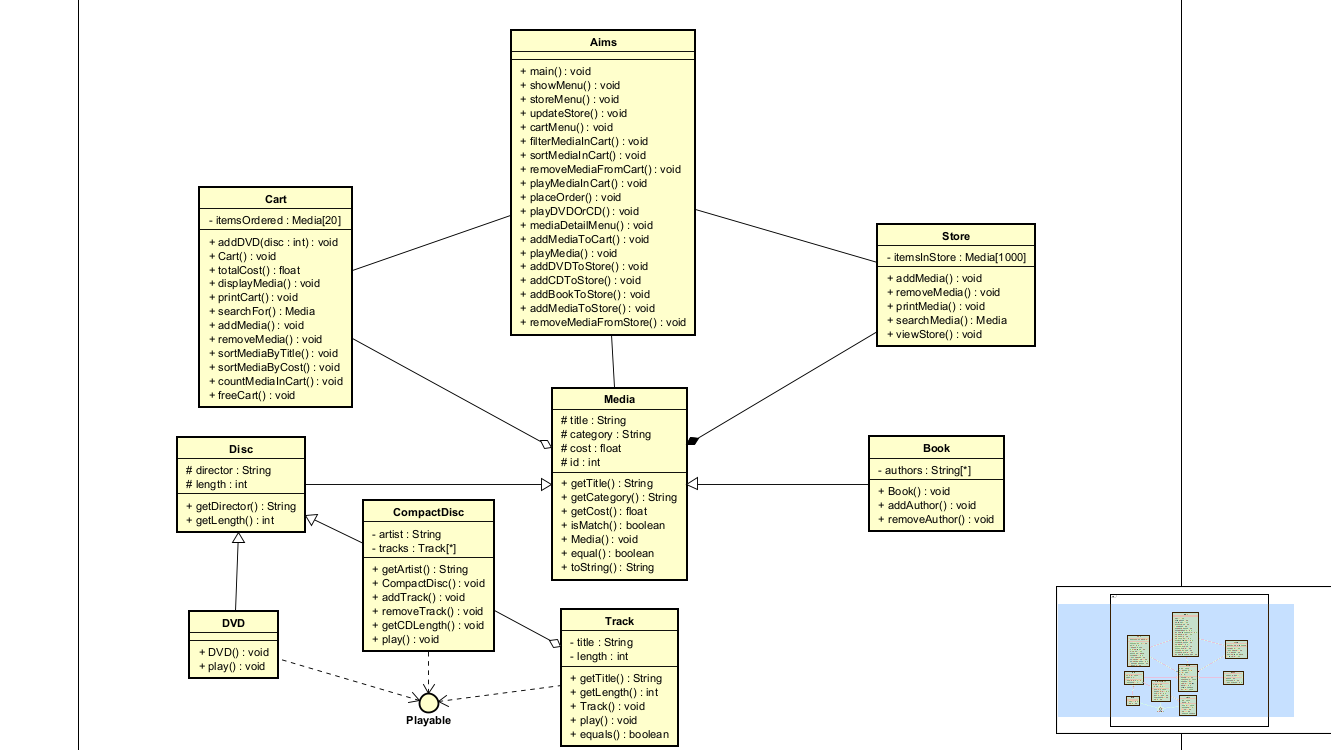 Aims
+ main() : void
+ showMenu() : void
+ storeMenu() : void
+ updateStore() : void
+ cartMenu() : void
+ filterMediaInCart() : void
+ sortMediaInCart() : void
+ removeMediaFromCart() : void
+ playMediaInCart() : void
+ placeOrder() : void
+ playDVDOrCD() : void
+ mediaDetailMenu() : void
+ addMediaToCart() : void
+ playMedia() : void
+ addDVDToStore() : void
+ addCDToStore() : void
+ addBookToStore() : void
+ addMediaToStore() : void
+ removeMediaFromStore() : void
Cart
- itemsOrdered : Media[20]
+ addDVD(disc : int) : void
+ Cart() : void
+ totalCost() : float
+ displayMedia() : void
+ printCart() : void
+ searchFor() : Media
+ addMedia() : void
+ removeMedia() : void
+ sortMediaByTitle() : void
+ sortMediaByCost() : void
+ countMediaInCart() : void
+ freeCart() : void
Store
- itemsInStore : Media[1000]
+ addMedia() : void
+ removeMedia() : void
+ printMedia() : void
+ searchMedia() : Media
+ viewStore() : void
Media
# title : String
# category : String
# cost : float
# id : int
+ getTitle() : String
+ getCategory() : String
+ getCost() : float
+ isMatch() : boolean
+ Media() : void
+ equal() : boolean
+ toString() : String
Disc
# director : String
# length : int
+ getDirector() : String
+ getLength() : int
Book
- authors : String[*]
+ Book() : void
+ addAuthor() : void
+ removeAuthor() : void
CompactDisc
- artist : String
- tracks : Track[*]
+ getArtist() : String
+ CompactDisc() : void
+ addTrack() : void
+ removeTrack() : void
+ getCDLength() : void
+ play() : void
DVD
+ DVD() : void
+ play() : void
Track
- title : String
- length : int
+ getTitle() : String
+ getLength() : int
+ Track() : void
+ play() : void
+ equals() : boolean
Playable